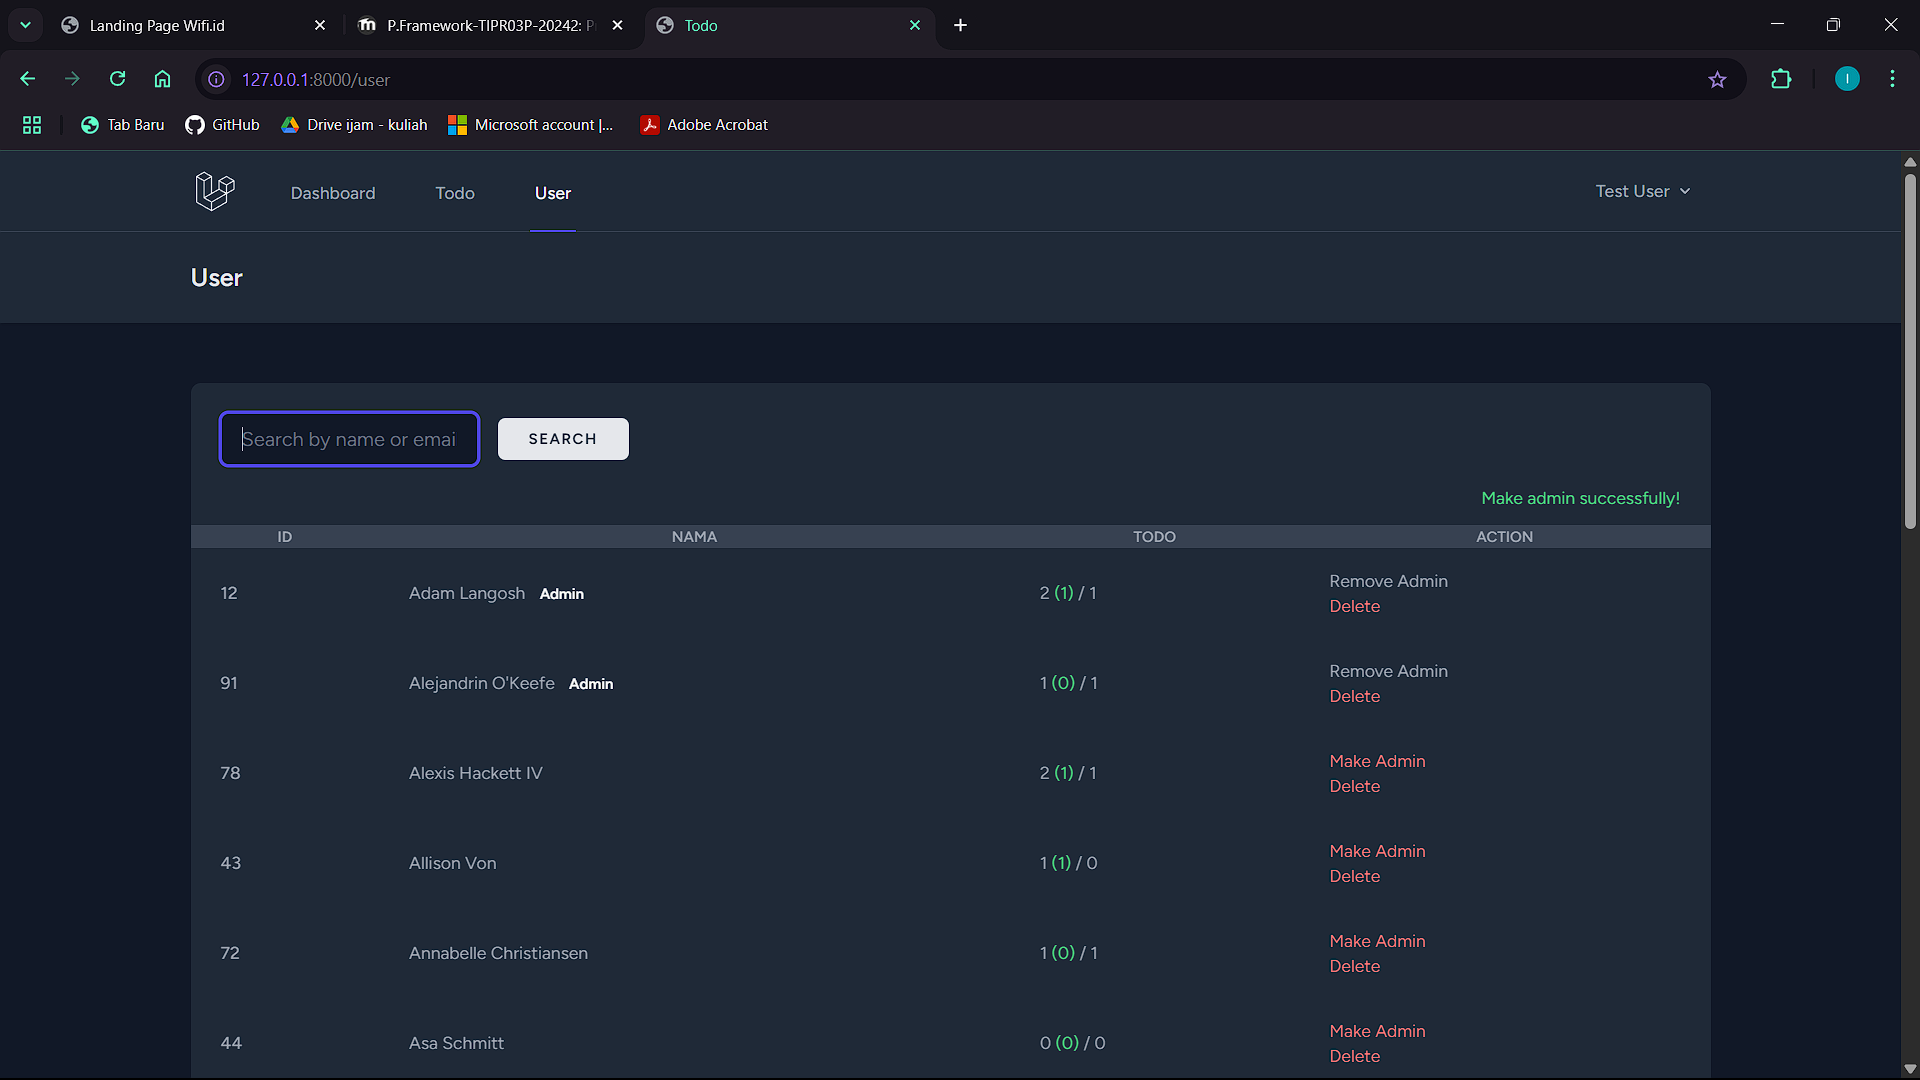 Landing Page Wifi.id
P.Framework-TIPR03P-20242: P
Todo
127.0.0.1:8000/user
I
Tab Baru
GitHub
Drive ijam - kuliah
Microsoft account |...
Adobe Acrobat
Dashboard
Todo
User
Test User
User
Search by name or emai
SEARCH
Make admin successfully!
ID NAMA TODO ACTION
12 Adam Langosh Admin 2 (1) / 1 Remove Admin
Delete
91 Alejandrin O'Keefe Admin 1 (0) / 1 Remove Admin
Delete
78 Alexis Hackett IV 2 (1) / 1 Make Admin
Delete
43 Allison Von 1 (1) / 0 Make Admin
Delete
72 Annabelle Christiansen 1 (0) / 1 Make Admin
Delete
44 Asa Schmitt 0 (0) / 0 Make Admin
Delete